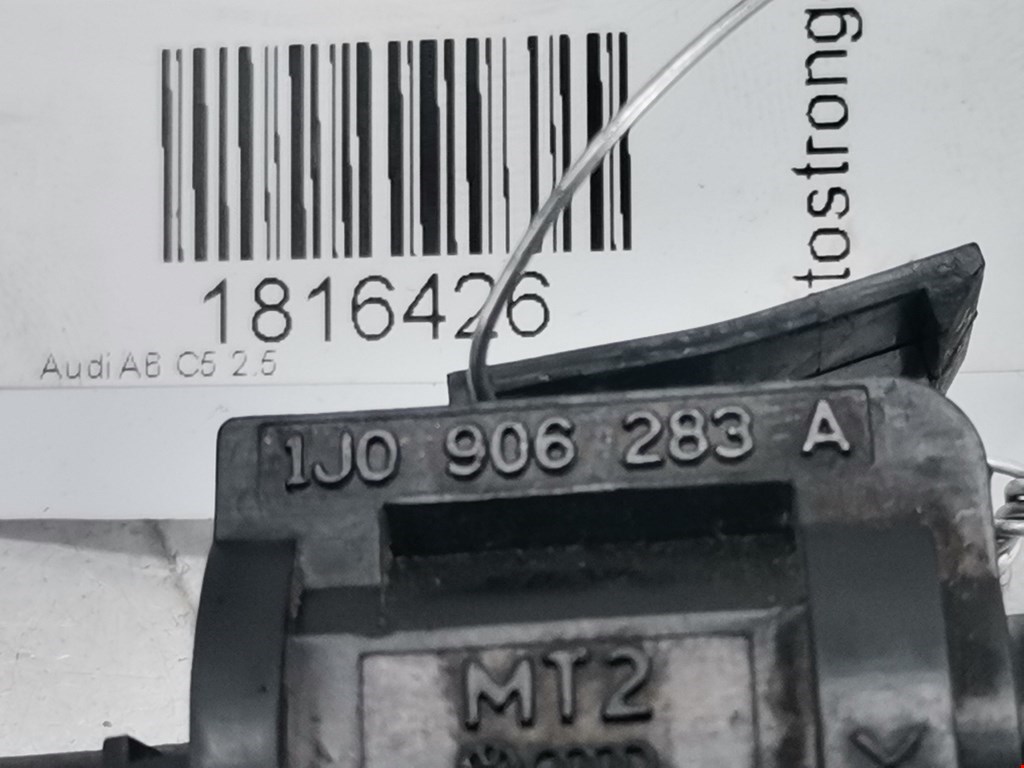 1816426
Audi A6 C5 2.5
tostrong
1J0 906 283 A
MT2